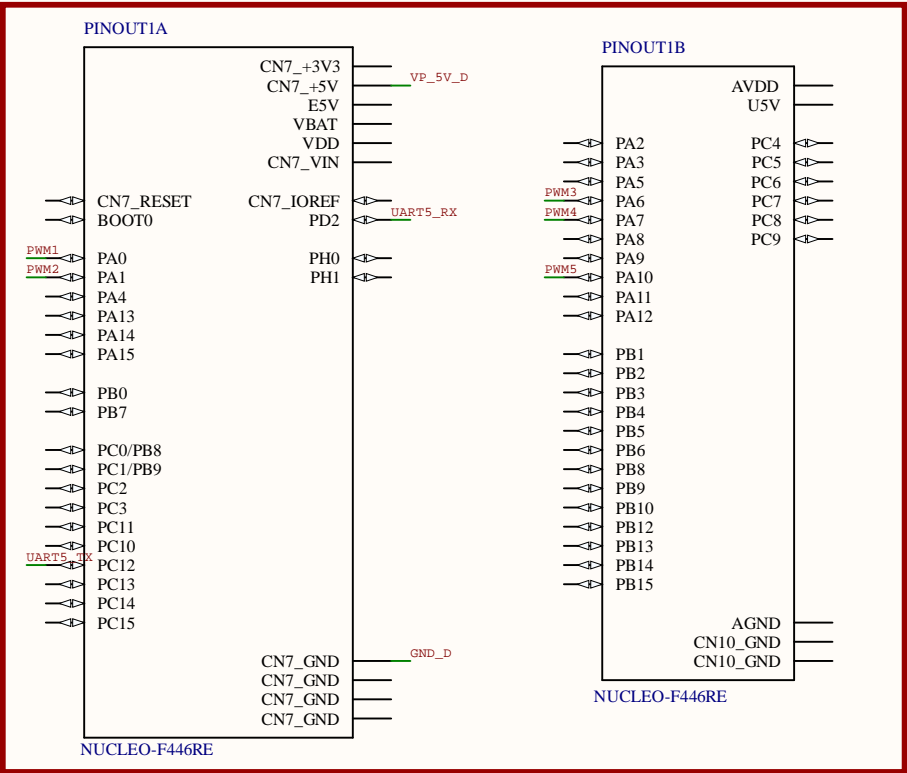 PINOUT1A
CN7_+3V3
CN7_+5V
VP_5V_D
E5V
VBAT
VDD
CN7_VIN
CN7_RESET
CN7_IOREF
BOOT0
PD2
UART5_RX
PWM1
PA0
PH0
PWM2
PA1
PH1
PA4
PA13
PA14
PA15
PB0
PB7
PC0/PB8
PC1/PB9
PC2
PC3
PC11
PC10
UART5_TX
PC12
PC13
PC14
PC15
CN7_GND
GND_D
CN7_GND
CN7_GND
CN7_GND
NUCLEO-F446RE
PINOUT1B
AVDD
U5V
PA2
PC4
PA3
PC5
PA5
PC6
PWM3
PA6
PC7
PWM4
PA7
PC8
PA8
PC9
PA9
PWM5
PA10
PA11
PA12
PB1
PB2
PB3
PB4
PB5
PB6
PB8
PB9
PB10
PB12
PB13
PB14
PB15
AGND
CN10_GND
CN10_GND
NUCLEO-F446RE